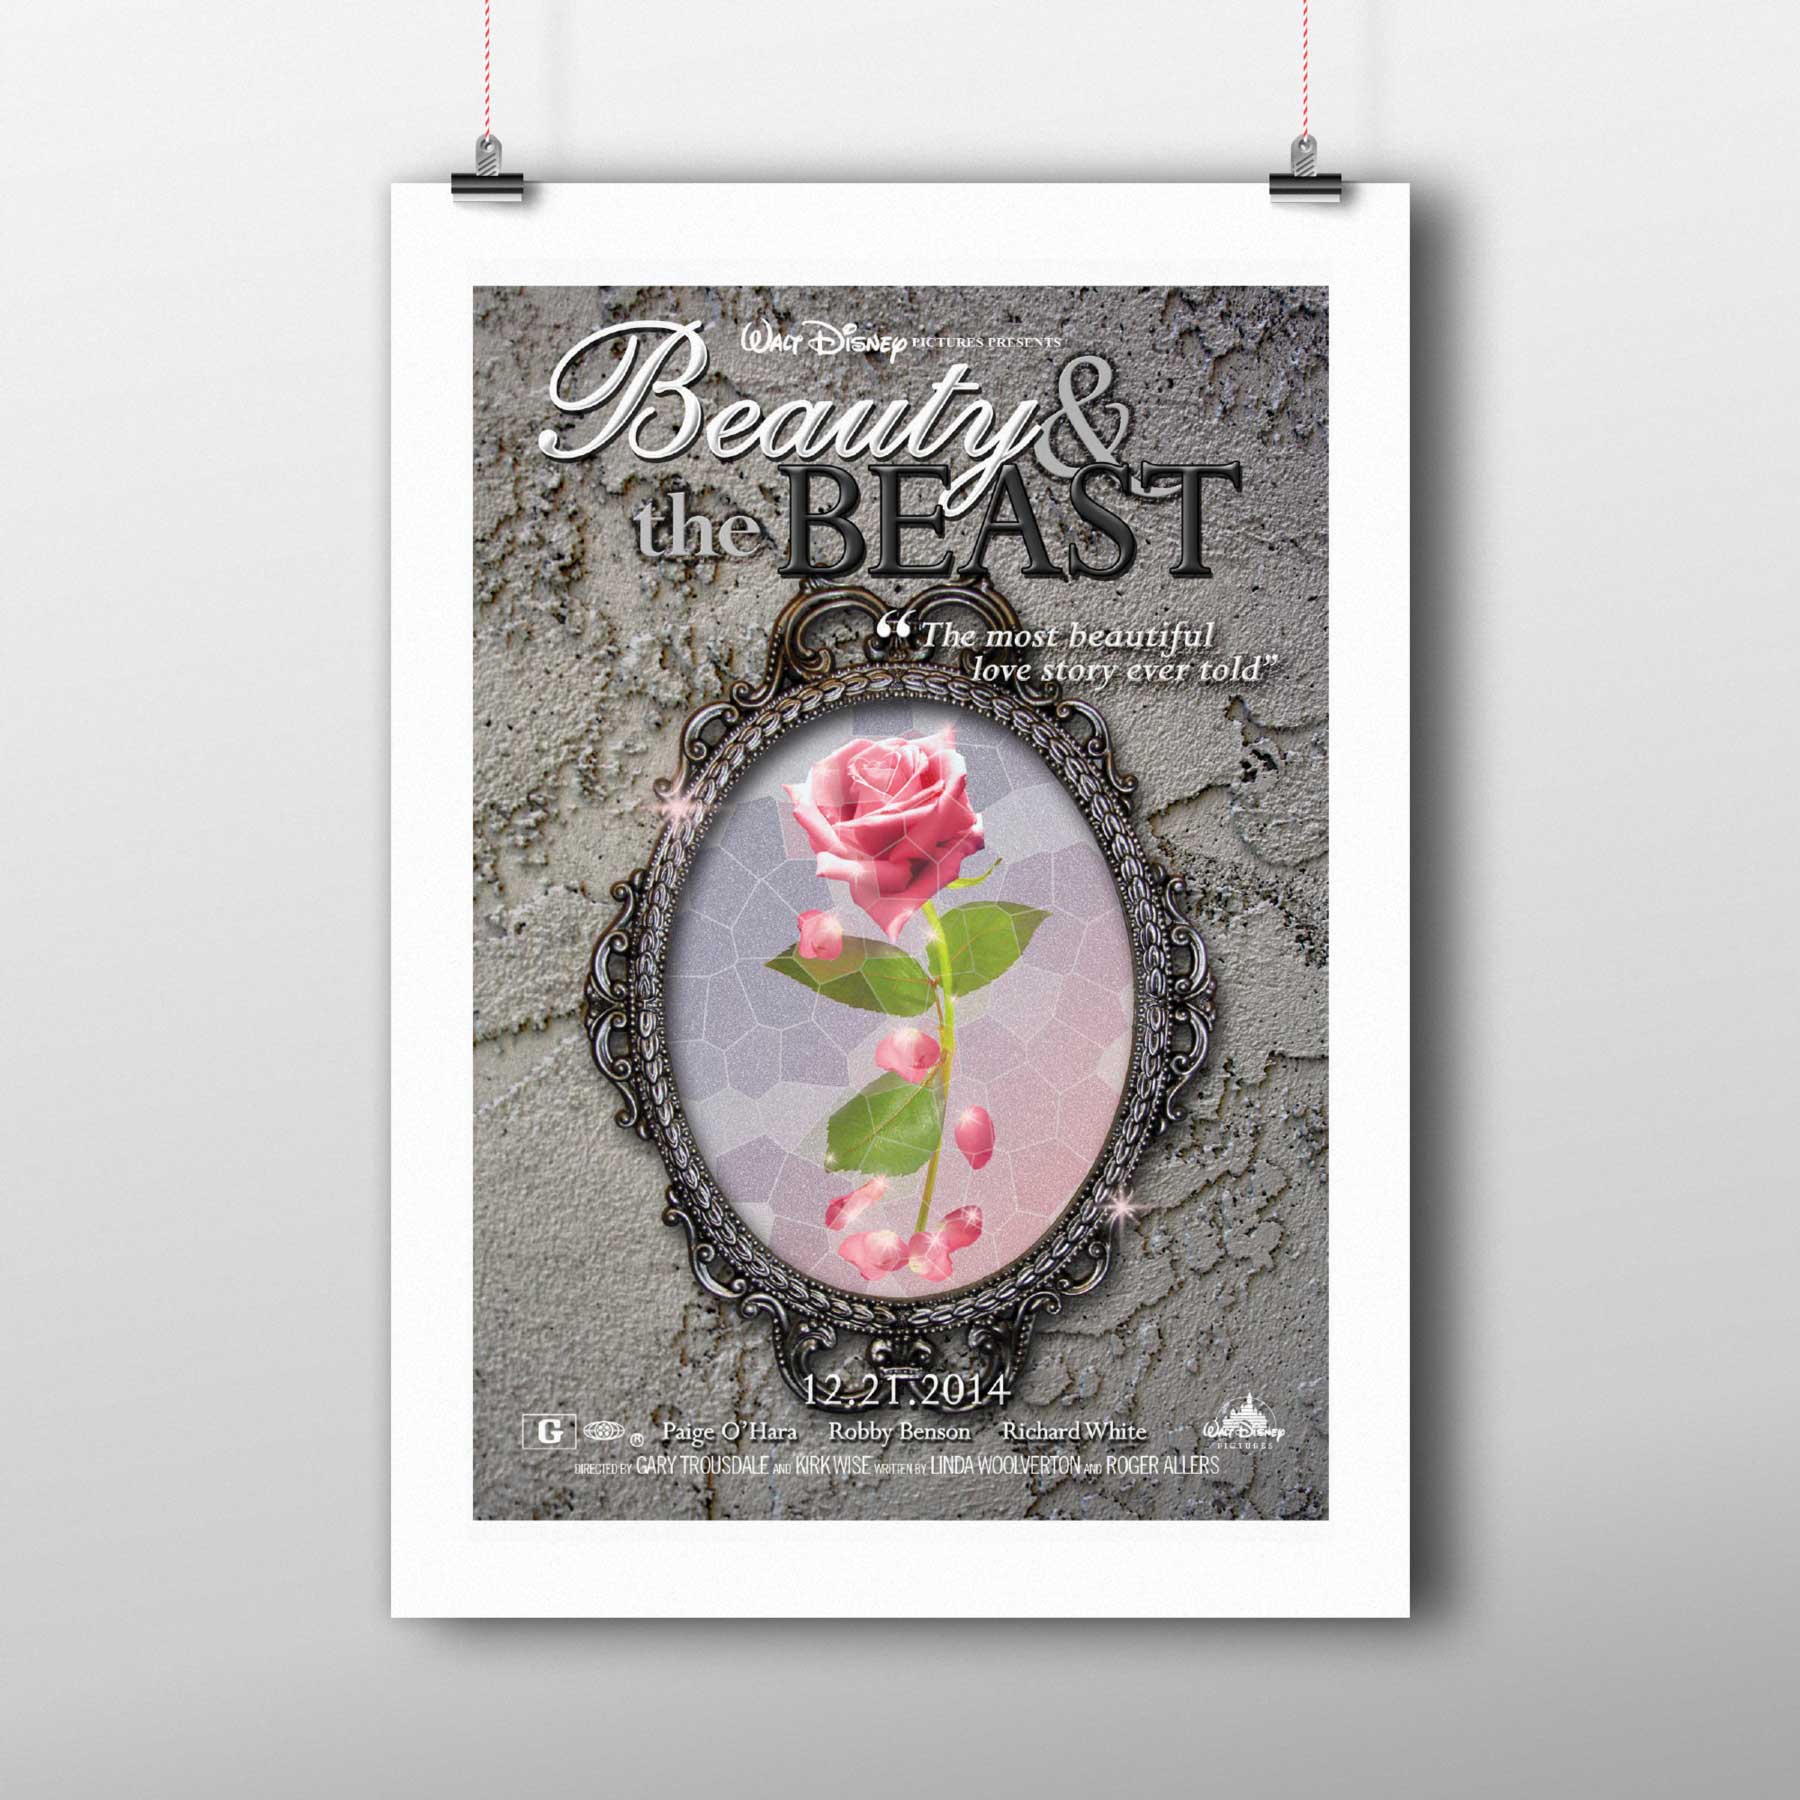 WALT DISNEY PICTURES PRESENTS
Beauty &
the BEAST
“The most beautiful
love story ever told”
12.21.2014
G ® Paige O'Hara Robby Benson Richard White WALT DISNEY
PICTURES
DIRECTED BY GARY TROUSDALE AND KIRK WISE WRITTEN BY LINDA WOOLVERTON AND ROGER ALLERS